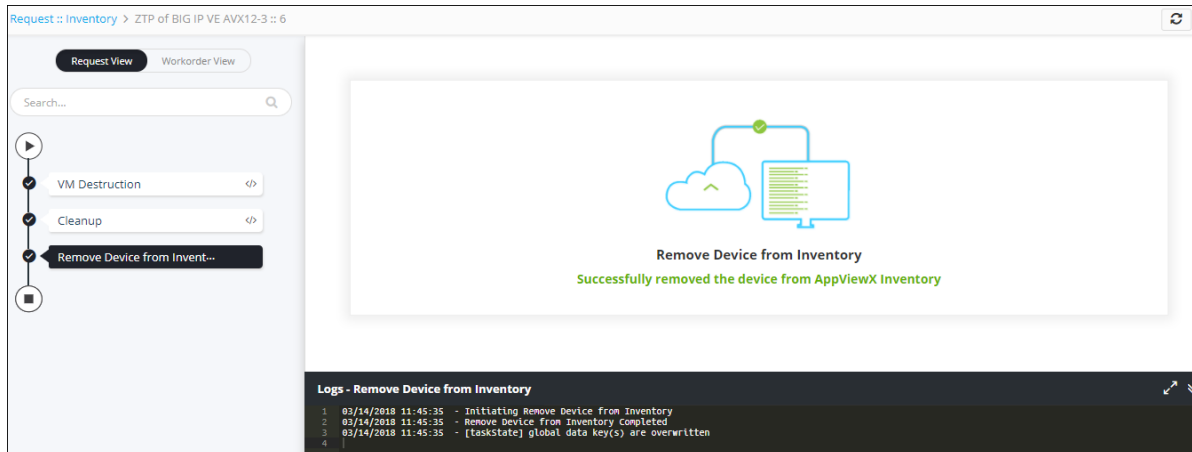 Request :: Inventory > ZTP of BIG IP VE AVX12-3 :: 6
Request View
Workorder View
Search...
VM Destruction </>
Cleanup </>
Remove Device from Invent···
Remove Device from Inventory
Successfully removed the device from AppViewX Inventory
Logs - Remove Device from Inventory
1 03/14/2018 11:45:35 - Initiating Remove Device from Inventory
2 03/14/2018 11:45:35 - Remove Device from Inventory Completed
3 03/14/2018 11:45:35 - [taskState] global data key(s) are overwritten
4